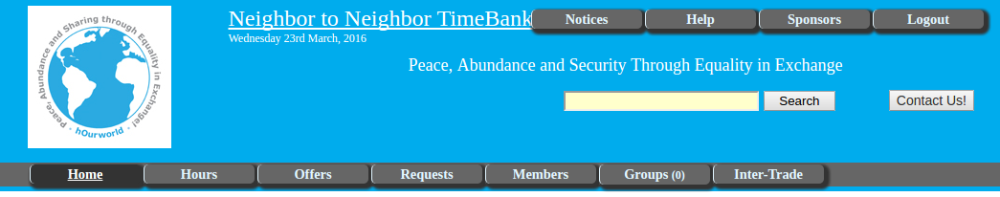 Peace, Abundance and Sharing through Equality in Exchange!
- hOurworld -
Neighbor to Neighbor TimeBank
Wednesday 23rd March, 2016
Notices Help Sponsors Logout
Peace, Abundance and Security Through Equality in Exchange
Search Contact Us!
Home Hours Offers Requests Members Groups (0) Inter-Trade